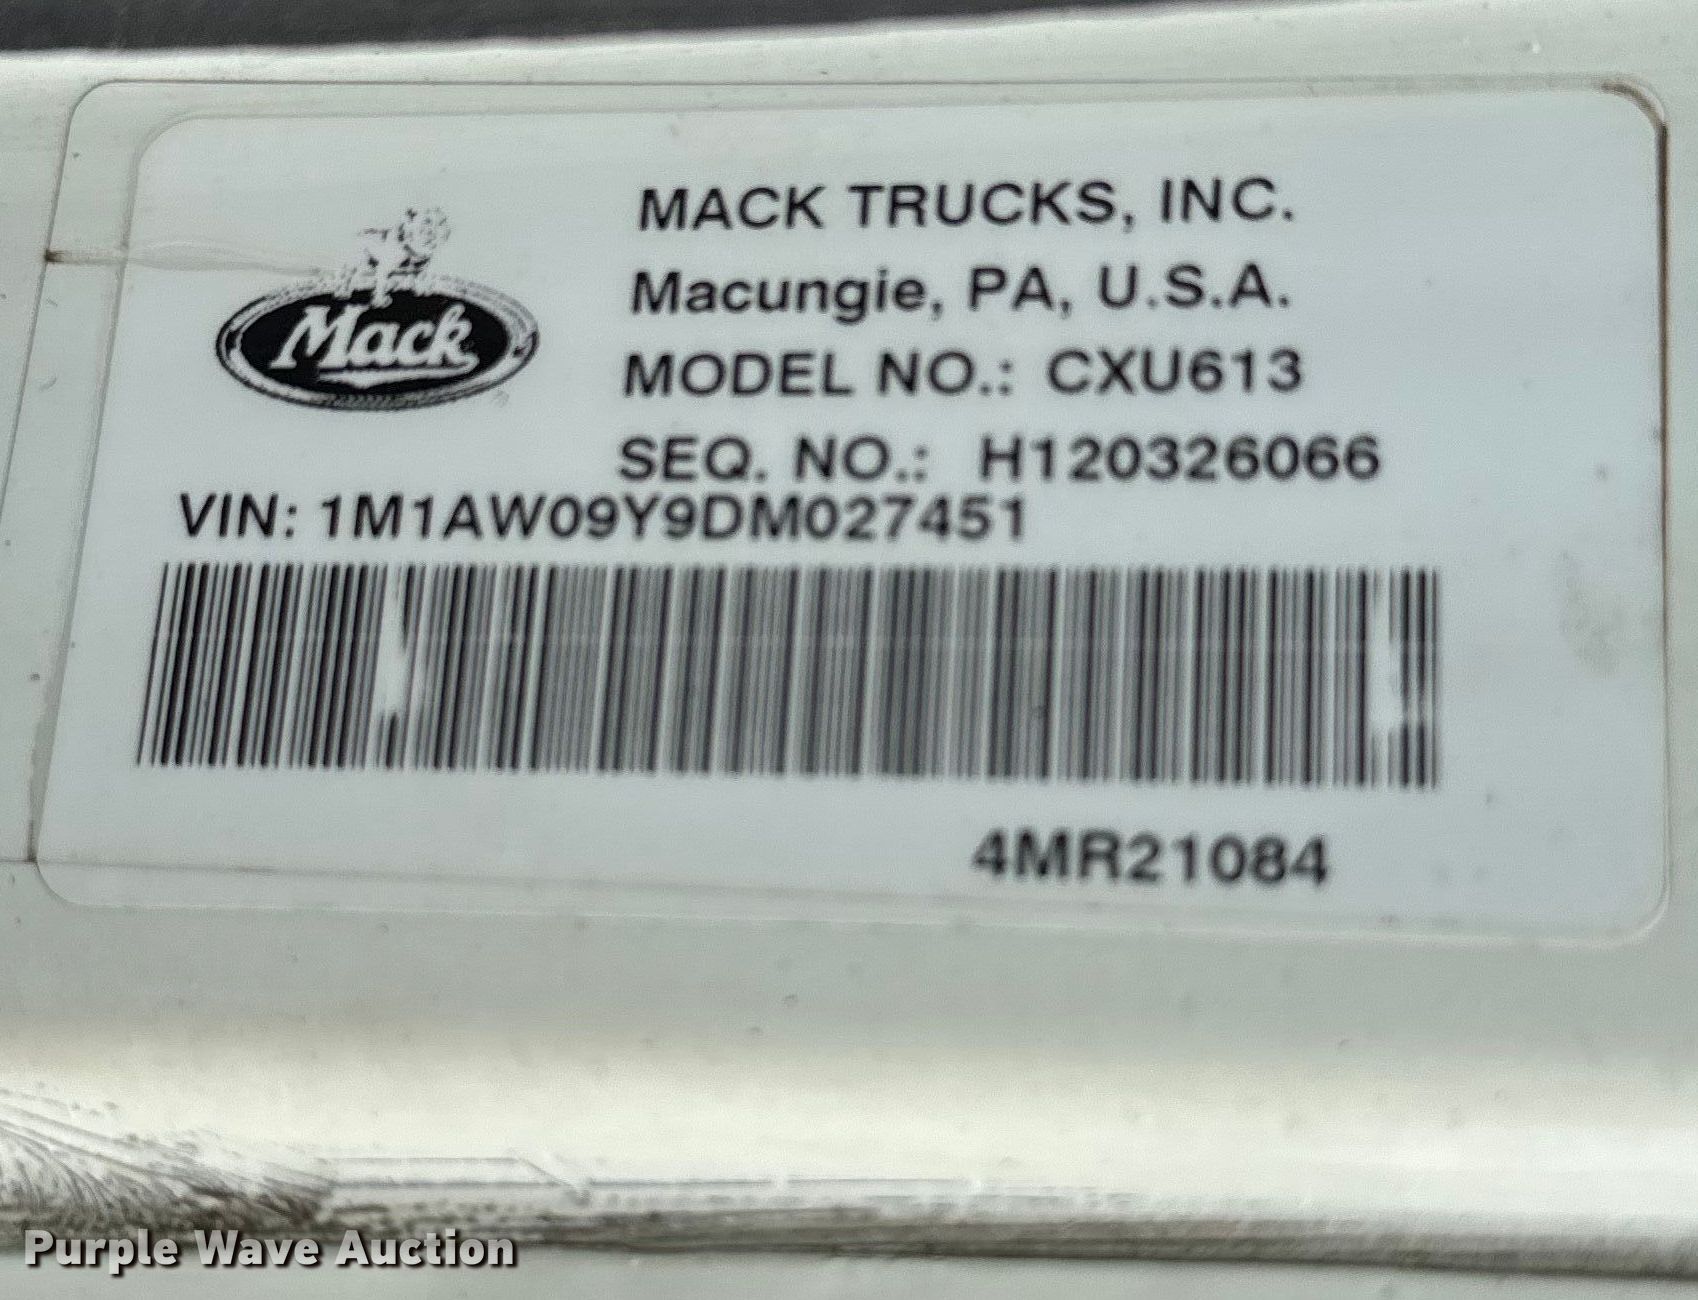 MACK TRUCKS, INC.
Macungie, PA, U.S.A.
Mack
MODEL NO.: CXU613
SEQ. NO.: H120326066
VIN: 1M1AW09Y9DM027451
4MR21084
Purple Wave Auction